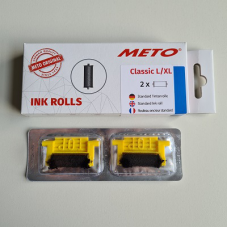 METO ORIGINAL
METO
Classic L/XL
2 x
INK ROLLS
Standard Farbrolle
Standard ink roll
Rouleau encreur standard